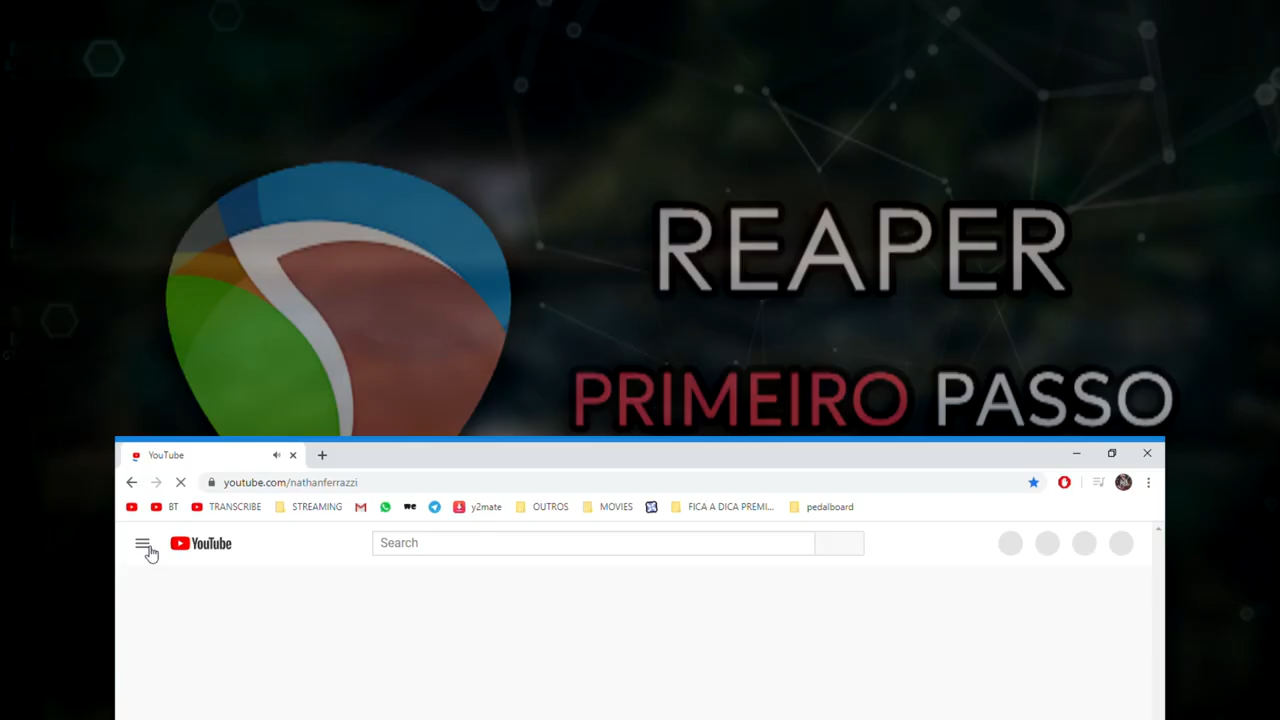 REAPER
PRIMEIRO PASSO
YouTube
youtube.com/nathanferrazzi
BT TRANSCRIBE STREAMING y2mate OUTROS MOVIES FICA A DICA PREMI... pedalboard
YouTube Search